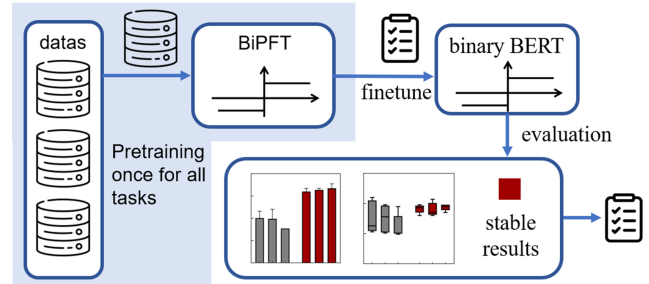 datas
BiPFT
finetune
binary BERT
Pretraining
once for all
tasks
evaluation
stable
results